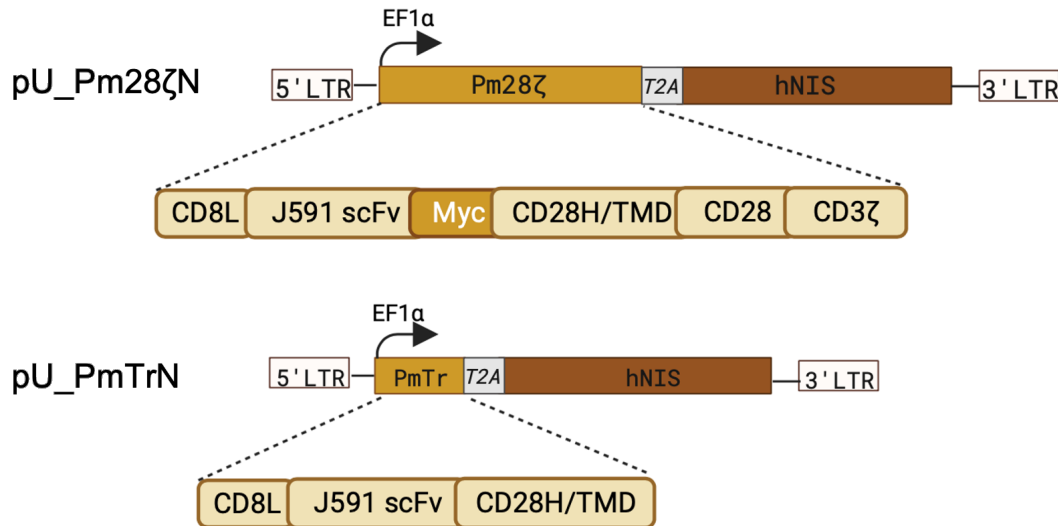 EF1α
pU_Pm28ζN 5'LTR Pm28ζ T2A hNIS 3'LTR
CD8L J591 scFv Myc CD28H/TMD CD28 CD3ζ
EF1α
pU_PmTrN 5'LTR PmTr T2A hNIS 3'LTR
CD8L J591 scFv CD28H/TMD